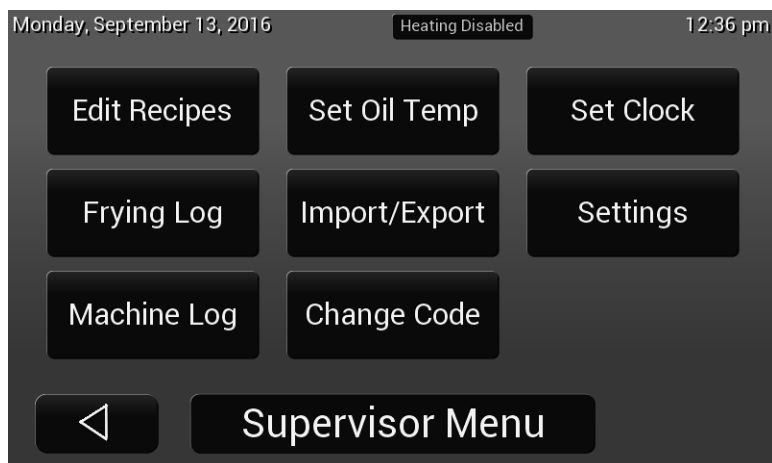 Monday, September 13, 2016 Heating Disabled 12:36 pm
Edit Recipes Set Oil Temp Set Clock
Frying Log Import/Export Settings
Machine Log Change Code
Supervisor Menu